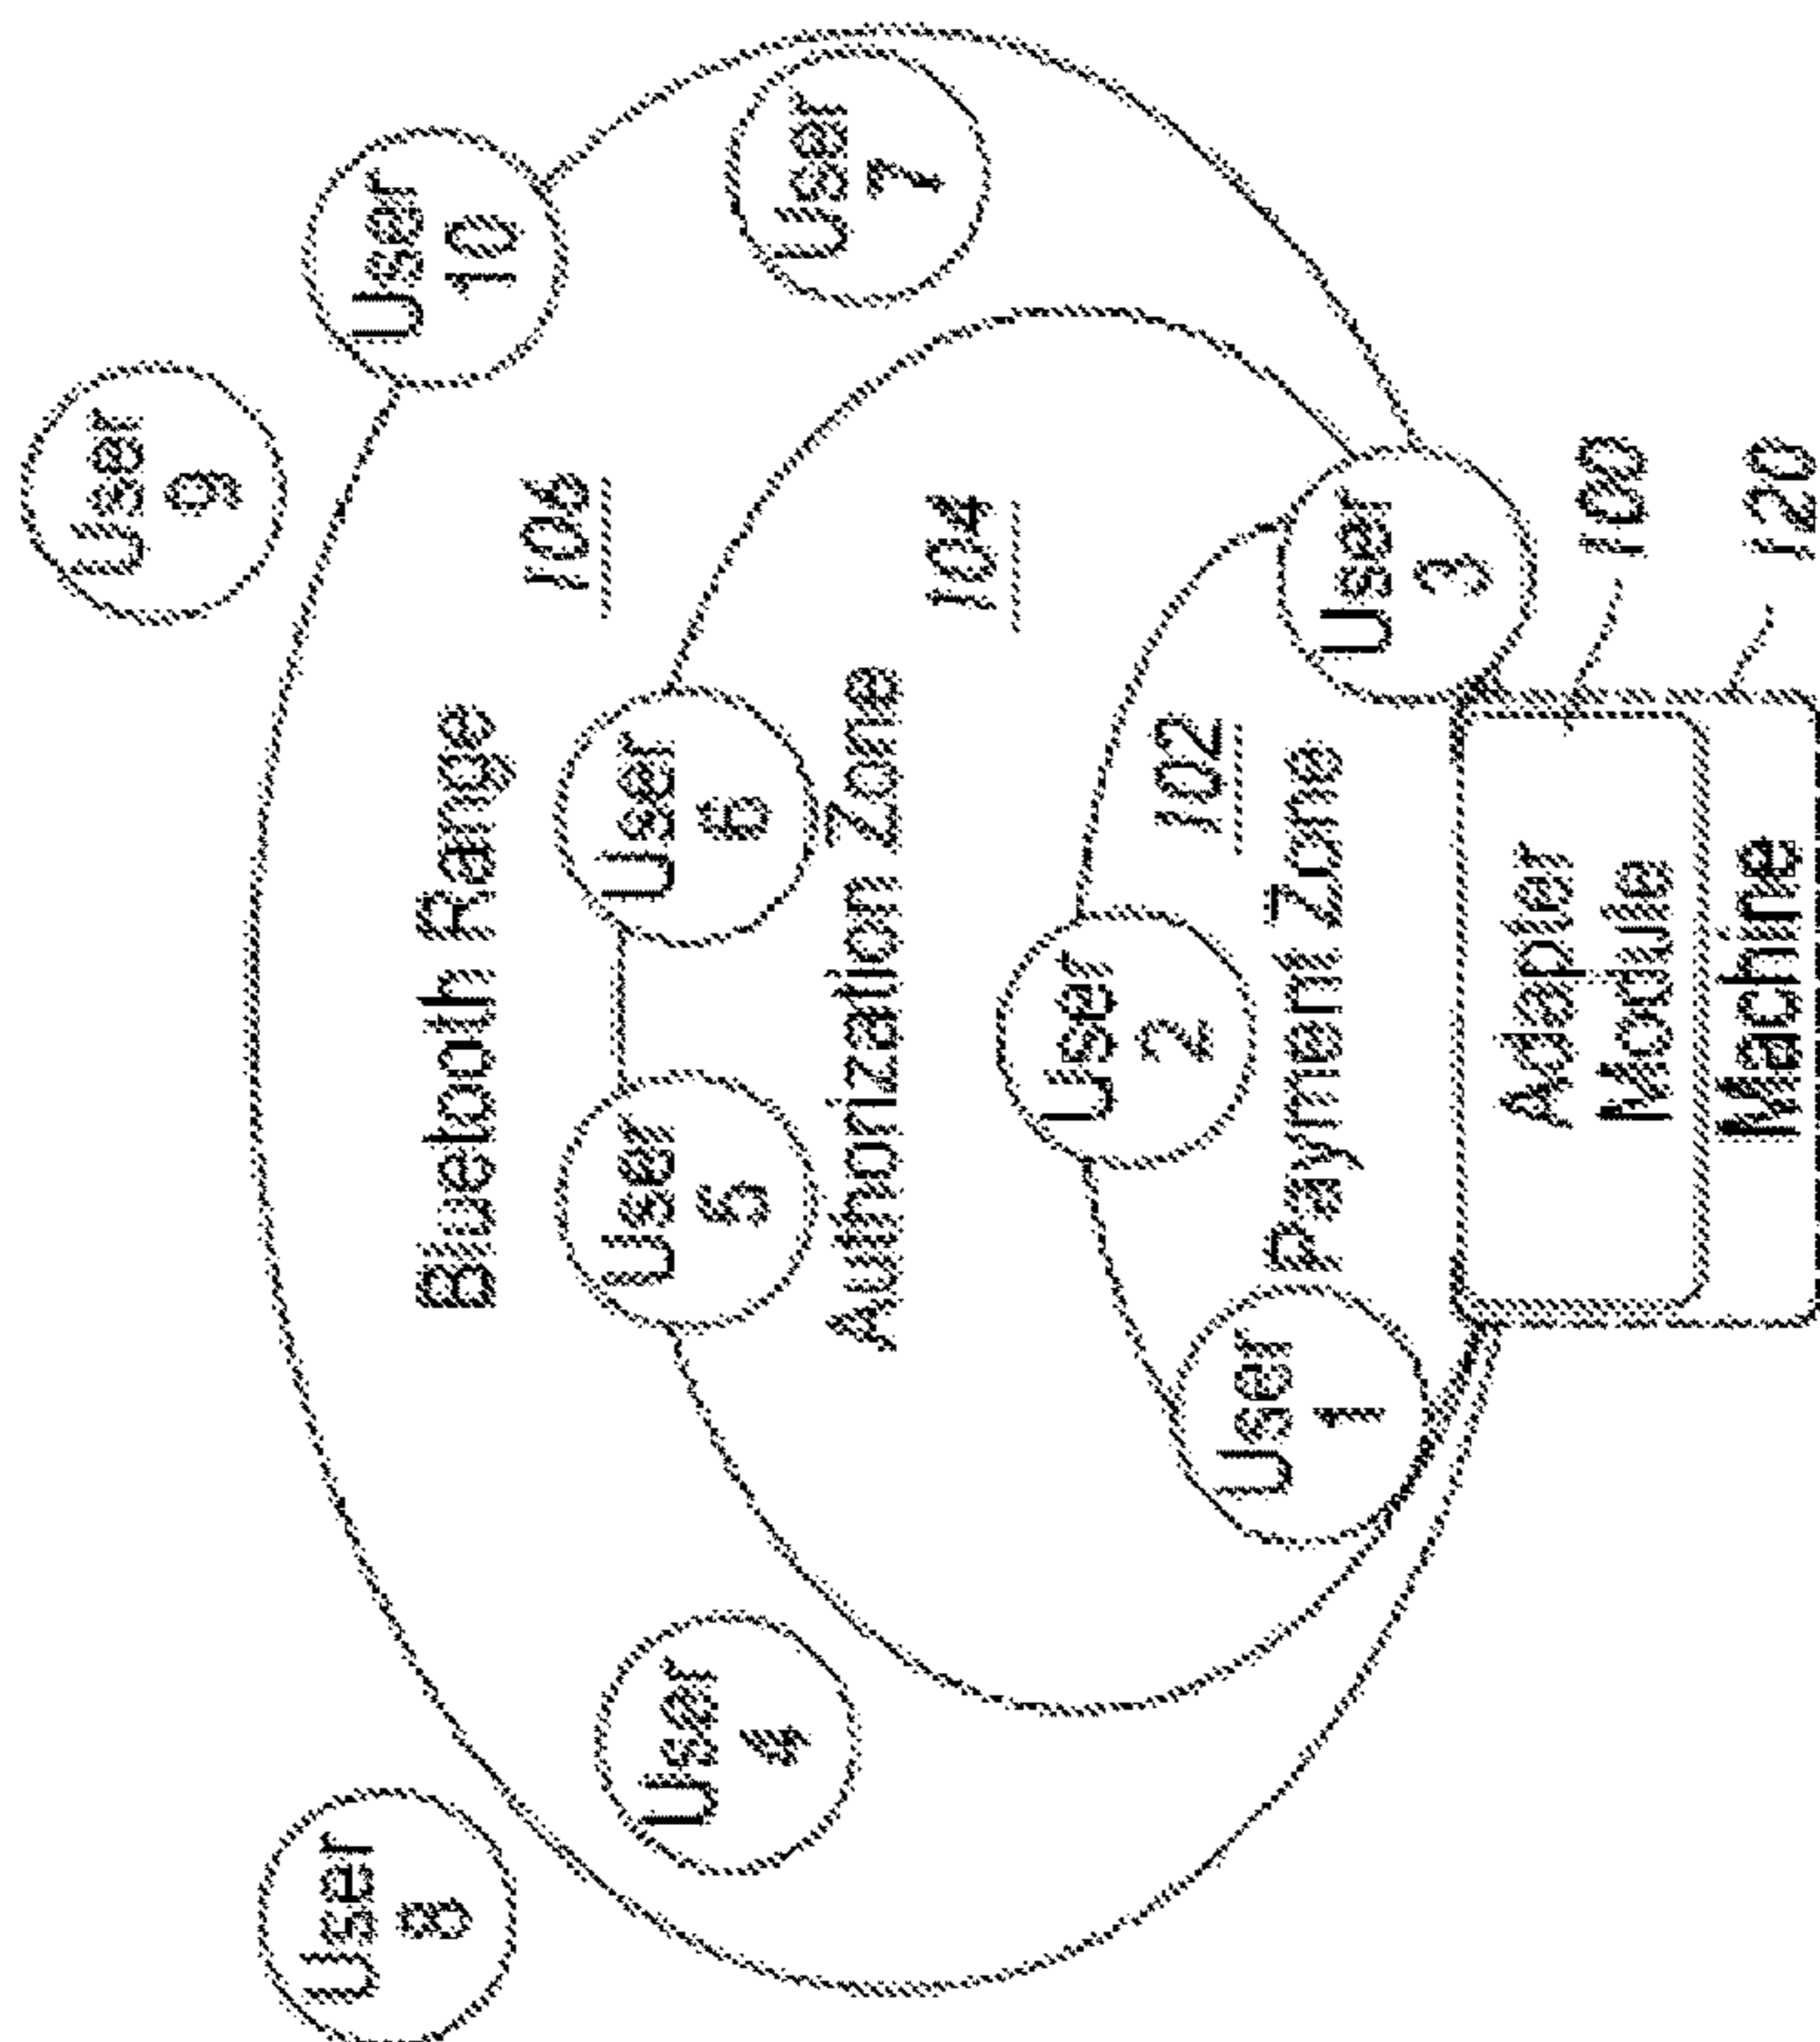 User
9
User
10
User
8
Bluetooth Range
106
User
7
User
4
User
5
User
6
Authorization Zone
104
User
2
102
User
1
Payment Zone
User
3
Adapter
Module
100
Machine
120